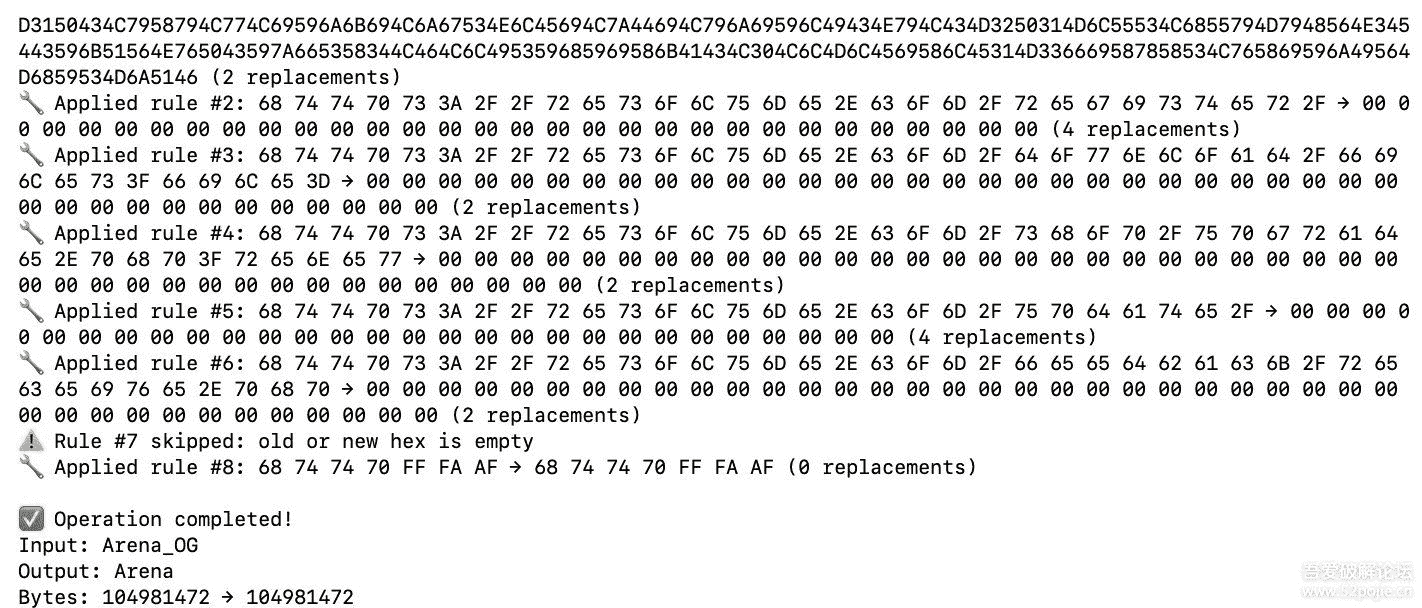 D3150434C7958794C774C69596A6B694C6A67534E6C45694C7A44694C796A69596C49434E794C434D3250314D6C55534C6855794D7948564E345
443596B51564E765043597A665358344C464C6C495359685969586B41434C304C6C4D6C4569586C45314D336669587858534C765869596A49564
D6859534D6A5146 (2 replacements)
🔧 Applied rule #2: 68 74 74 70 73 3A 2F 2F 72 65 73 6F 6C 75 6D 65 2E 63 6F 6D 2F 72 65 67 69 73 74 65 72 2F → 00 0
0 00 00 00 00 00 00 00 00 00 00 00 00 00 00 00 00 00 00 00 00 00 00 00 00 00 00 00 (4 replacements)
🔧 Applied rule #3: 68 74 74 70 73 3A 2F 2F 72 65 73 6F 6C 75 6D 65 2E 63 6F 6D 2F 64 6F 77 6E 6C 6F 61 64 2F 66 69
6C 65 73 3F 66 69 6C 65 3D → 00 00 00 00 00 00 00 00 00 00 00 00 00 00 00 00 00 00 00 00 00 00 00 00 00 00 00 00 00
00 00 00 00 00 00 00 00 00 00 00 00 (2 replacements)
🔧 Applied rule #4: 68 74 74 70 73 3A 2F 2F 72 65 73 6F 6C 75 6D 65 2E 63 6F 6D 2F 73 68 6F 70 2F 75 70 67 72 61 64
65 2E 70 68 70 3F 72 65 6E 65 77 → 00 00 00 00 00 00 00 00 00 00 00 00 00 00 00 00 00 00 00 00 00 00 00 00 00 00 00
00 00 00 00 00 00 00 00 00 00 00 00 00 00 00 00 (2 replacements)
🔧 Applied rule #5: 68 74 74 70 73 3A 2F 2F 72 65 73 6F 6C 75 6D 65 2E 63 6F 6D 2F 75 70 64 61 74 65 2F → 00 00 00 0
0 00 00 00 00 00 00 00 00 00 00 00 00 00 00 00 00 00 00 00 00 00 00 00 00 (4 replacements)
🔧 Applied rule #6: 68 74 74 70 73 3A 2F 2F 72 65 73 6F 6C 75 6D 65 2E 63 6F 6D 2F 66 65 65 64 62 61 63 6B 2F 72 65
63 65 69 76 65 2E 70 68 70 → 00 00 00 00 00 00 00 00 00 00 00 00 00 00 00 00 00 00 00 00 00 00 00 00 00 00 00 00 00
00 00 00 00 00 00 00 00 00 00 00 00 (2 replacements)
⚠️ Rule #7 skipped: old or new hex is empty
🔧 Applied rule #8: 68 74 74 70 FF FA AF → 68 74 74 70 FF FA AF (0 replacements)
☑️ Operation completed!
Input: Arena_OG
Output: Arena
Bytes: 104981472 → 104981472
吾爱破解论坛
www.52pojie.cn